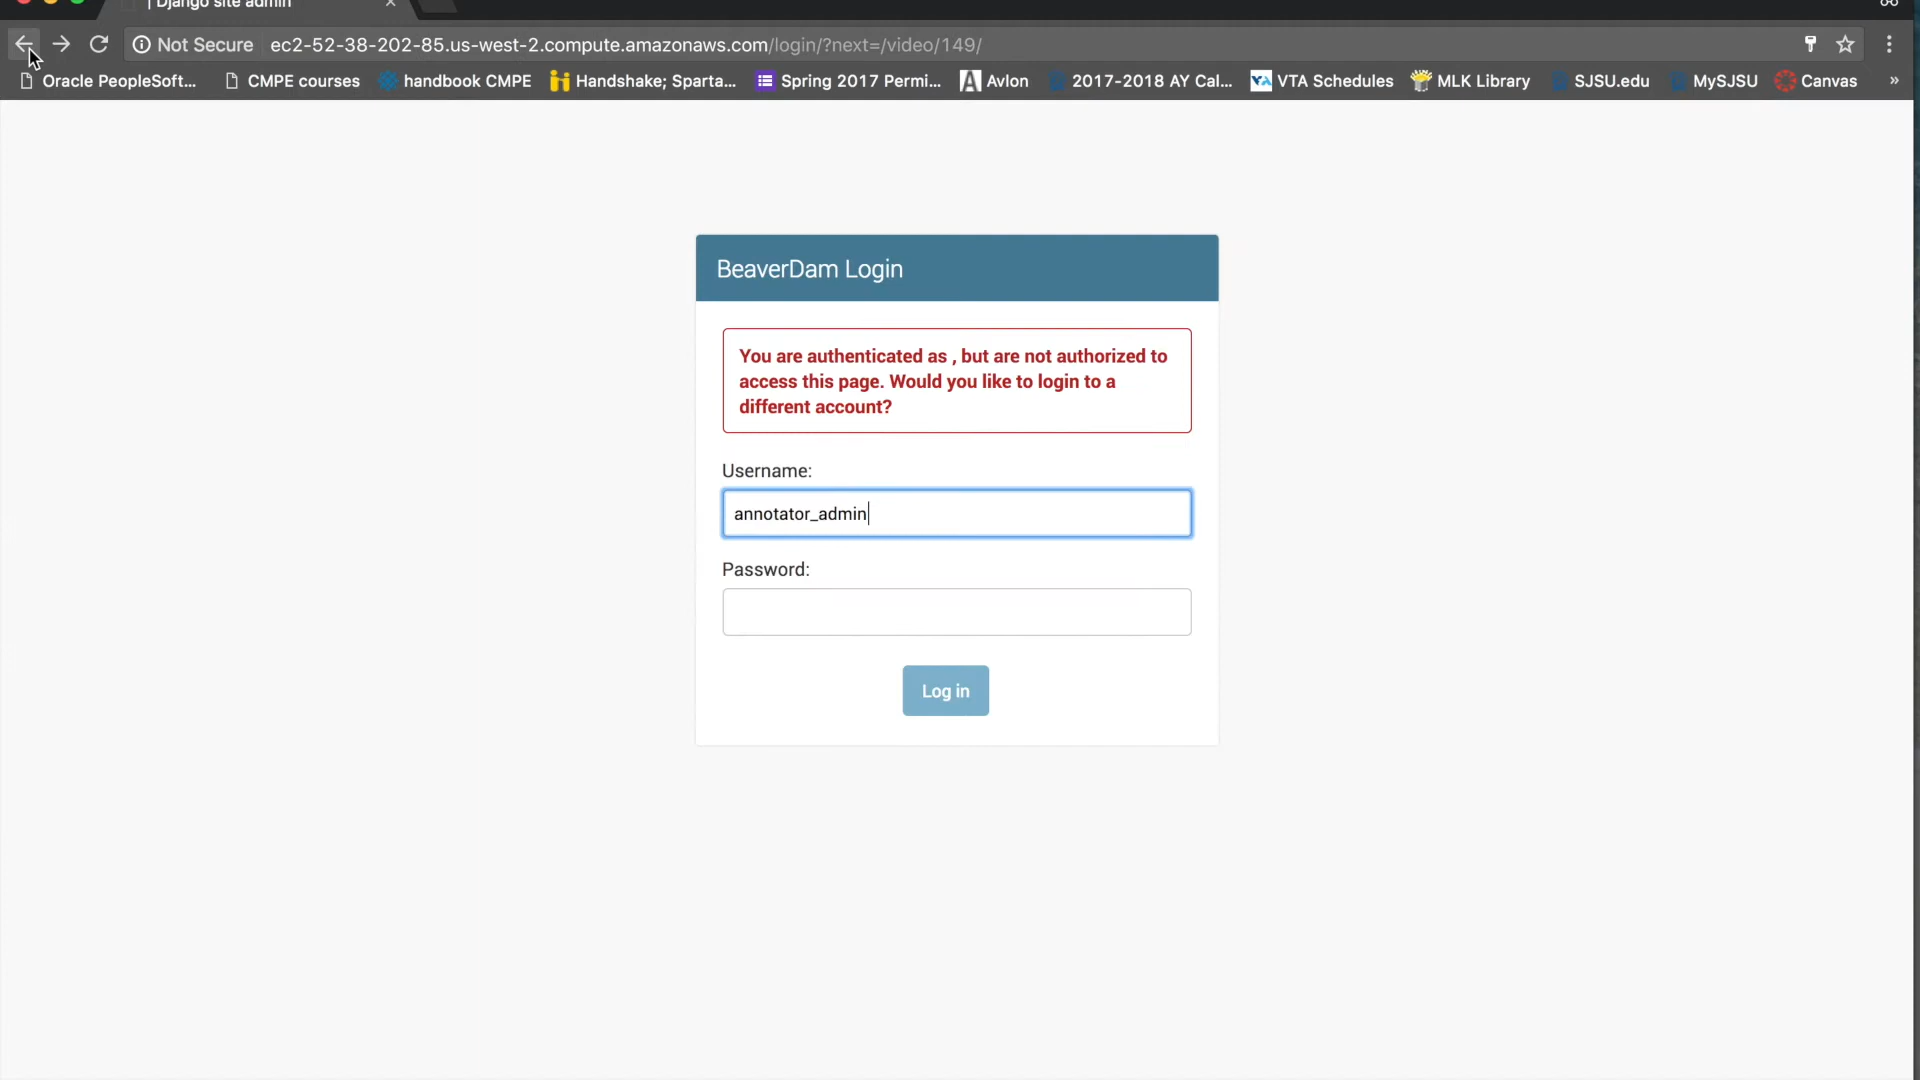 | Django site admin
Not Secure ec2-52-38-202-85.us-west-2.compute.amazonaws.com/login/?next=/video/149/
Oracle PeopleSoft... CMPE courses handbook CMPE Handshake; Sparta... Spring 2017 Permi... Avlon 2017-2018 AY Cal... VTA Schedules MLK Library SJSU.edu MySJSU Canvas »
BeaverDam Login
You are authenticated as , but are not authorized to
access this page. Would you like to login to a
different account?
Username:
annotator_admin
Password:
Log in